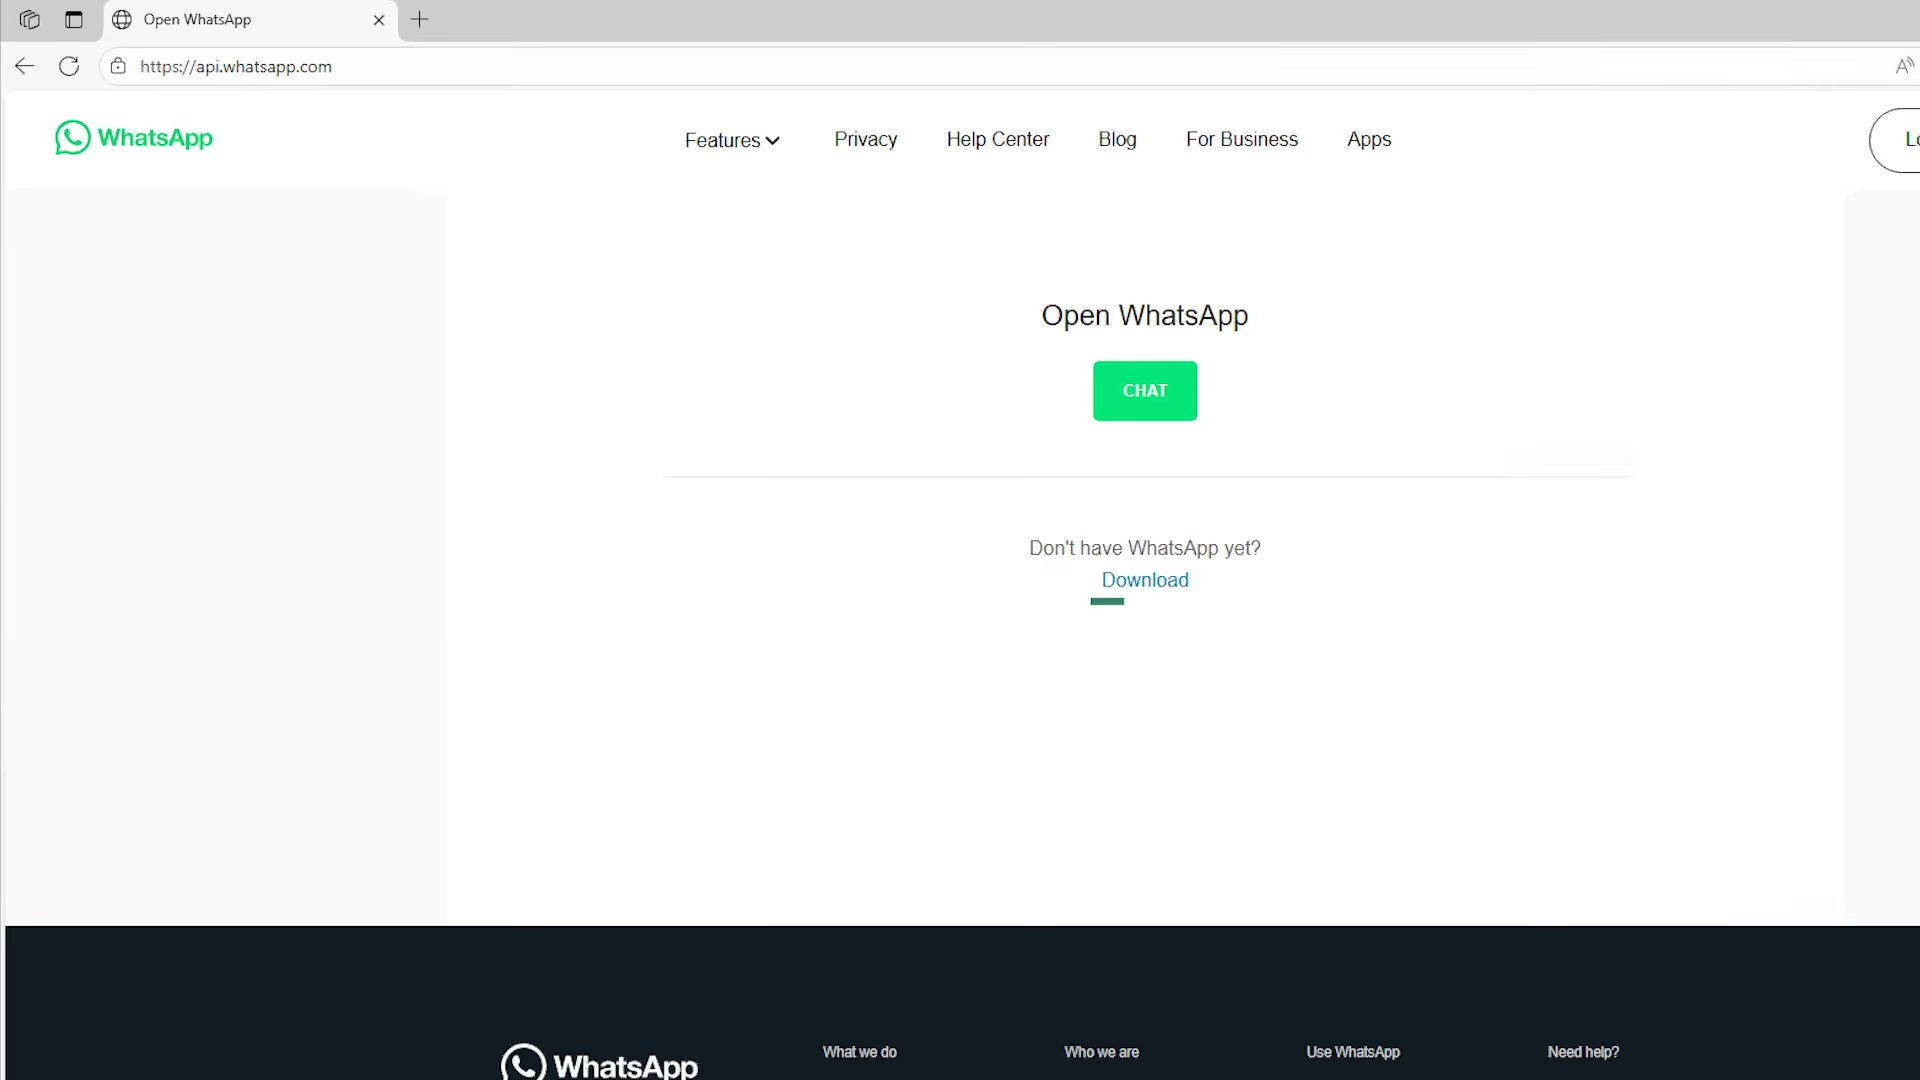 Open WhatsApp
https://api.whatsapp.com
WhatsApp
Features
Privacy
Help Center
Blog
For Business
Apps
Open WhatsApp
CHAT
Don't have WhatsApp yet?
Download
WhatsApp
What we do
Who we are
Use WhatsApp
Need help?